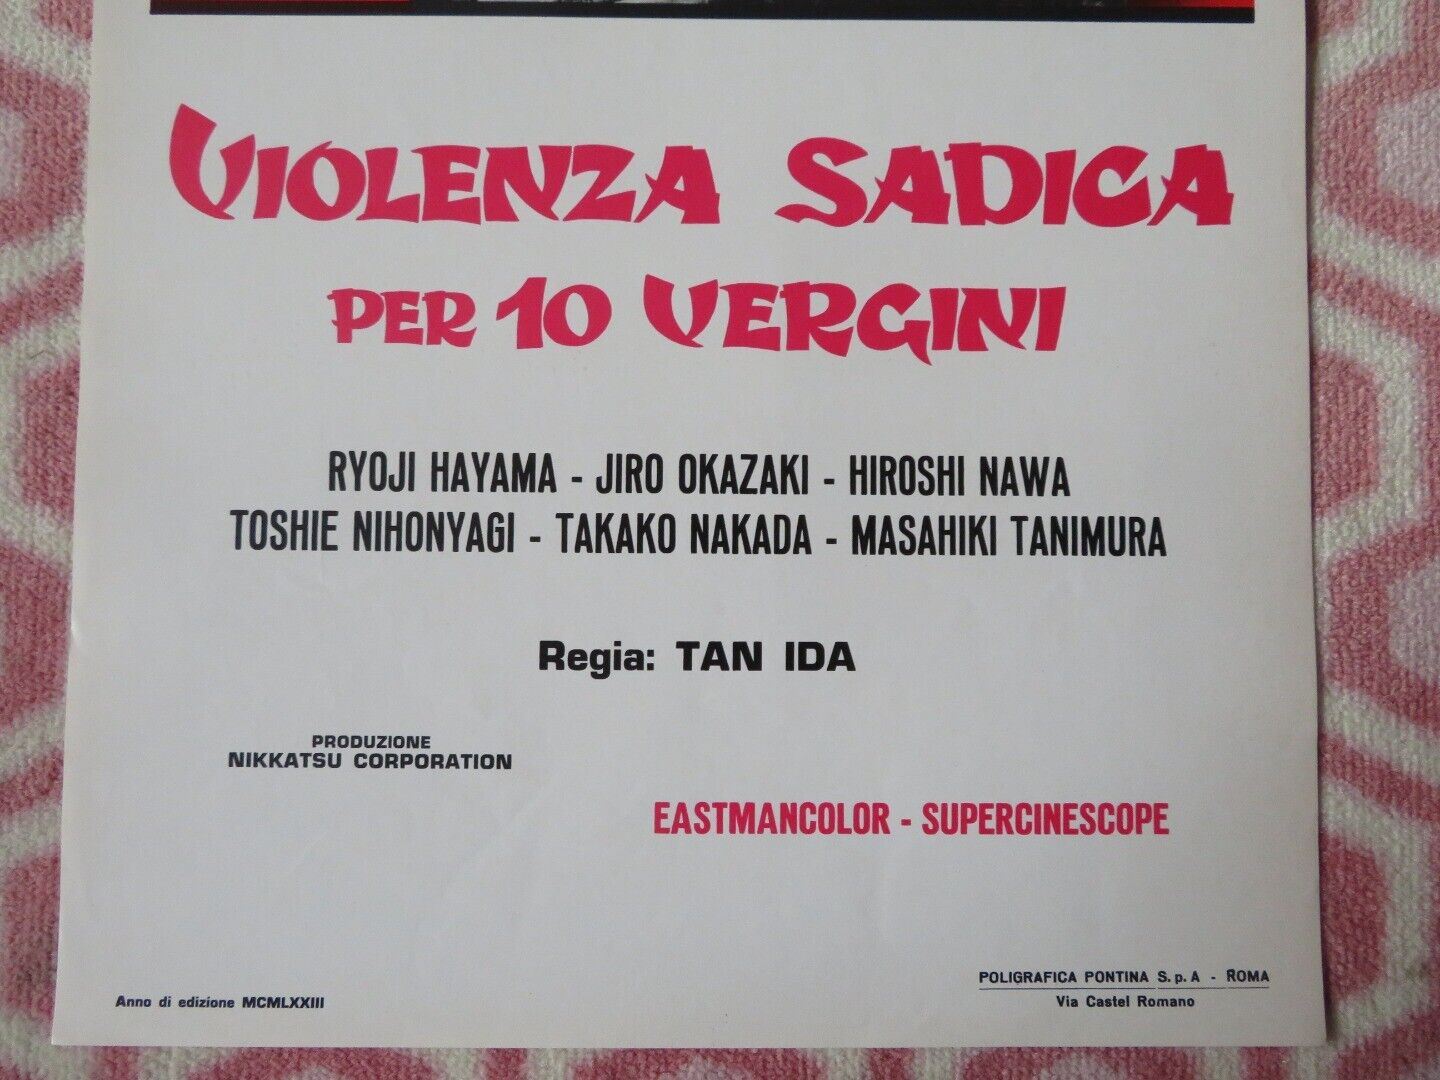 VIOLENZA SADICA
PER 10 VERGINI
RYOJI HAYAMA - JIRO OKAZAKI - HIROSHI NAWA
TOSHIE NIHONYAGI - TAKAKO NAKADA - MASAHIKI TANIMURA
Regia: TAN IDA
PRODUZIONE
NIKKATSU CORPORATION
EASTMANCOLOR - SUPERCINESCOPE
Anno di edizione MCMLXXIII
POLIGRAFICA PONTINA S.p.A - ROMA
Via Castel Romano